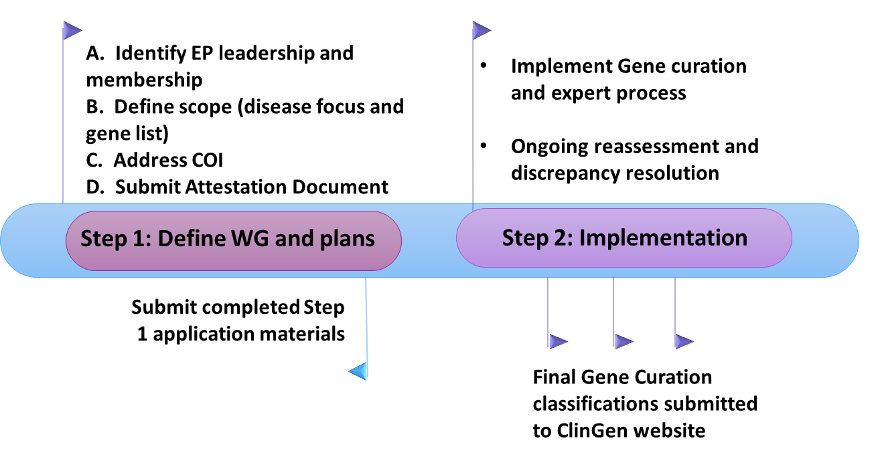 A. Identify EP leadership and
membership
B. Define scope (disease focus and
gene list)
C. Address COI
D. Submit Attestation Document
Step 1: Define WG and plans
Submit completed Step
1 application materials
• Implement Gene curation
and expert process
• Ongoing reassessment and
discrepancy resolution
Step 2: Implementation
Final Gene Curation
classifications submitted
to ClinGen website